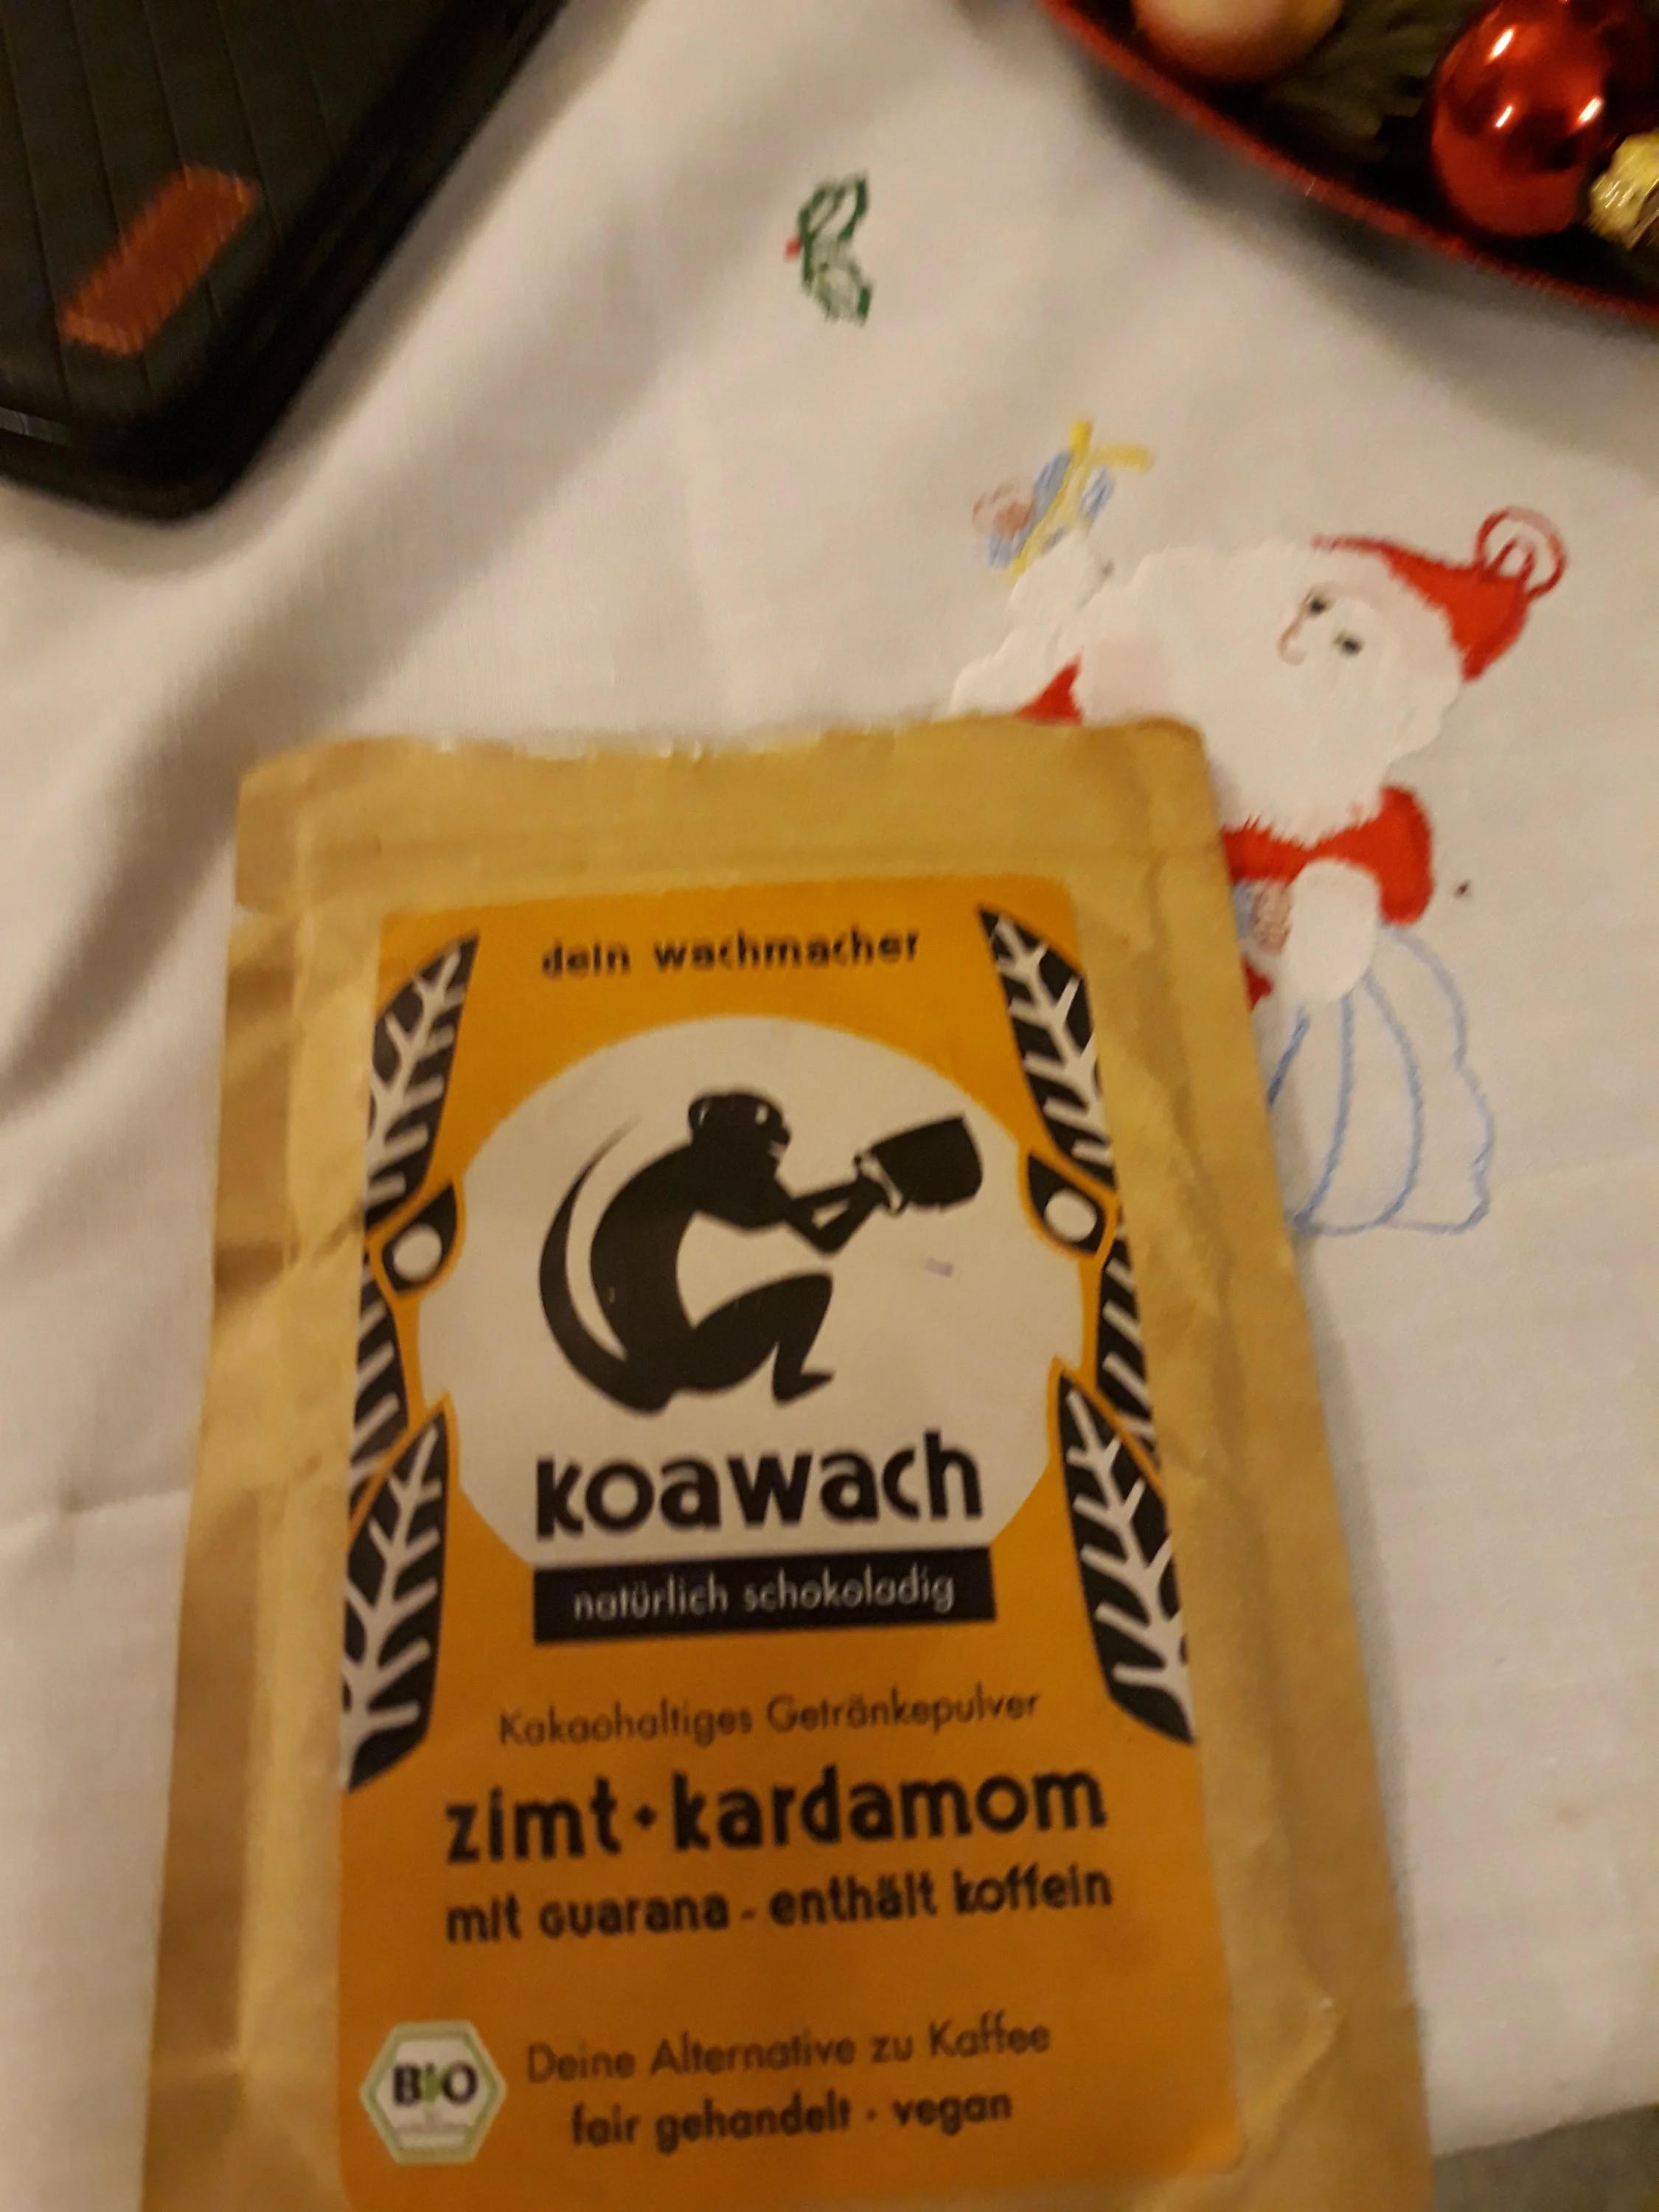 dein wachmacher
koawach
natürlich schokoladig
Kakaohaltiges Getränkepulver
zimt + kardamom
mit Guarana - enthält koffein
BIO
Deine Alternative zu Kaffee
fair gehandelt · vegan